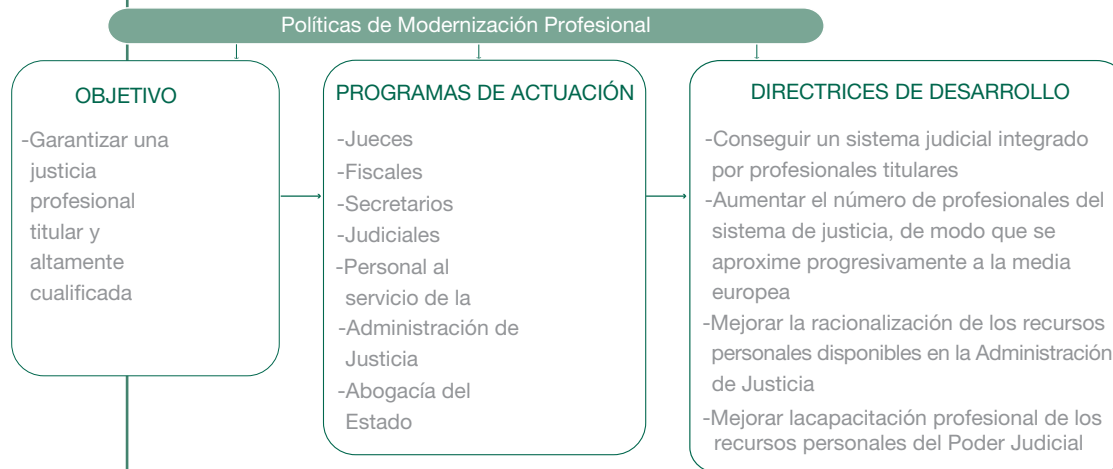 Políticas de Modernización Profesional
OBJETIVO
-Garantizar una
justicia
profesional
titular y
altamente
cualificada
PROGRAMAS DE ACTUACIÓN
-Jueces
-Fiscales
-Secretarios
-Judiciales
-Personal al
servicio de la
-Administración de
Justicia
-Abogacía del
Estado
DIRECTRICES DE DESARROLLO
-Conseguir un sistema judicial integrado
por profesionales titulares
-Aumentar el número de profesionales del
sistema de justicia, de modo que se
aproxime progresivamente a la media
europea
-Mejorar la racionalización de los recursos
personales disponibles en la Administración
de Justicia
-Mejorar lacapacitación profesional de los
recursos personales del Poder Judicial